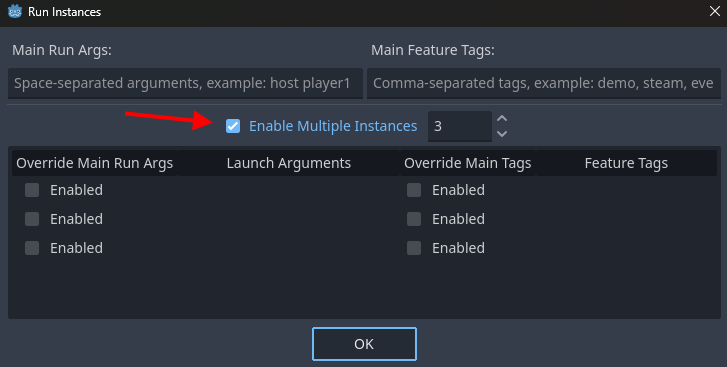 Run Instances
Main Run Args: Main Feature Tags:
Space-separated arguments, example: host player1 Comma-separated tags, example: demo, steam, eve
Enable Multiple Instances 3
Override Main Run Args Launch Arguments Override Main Tags Feature Tags
Enabled Enabled
Enabled Enabled
Enabled Enabled
OK